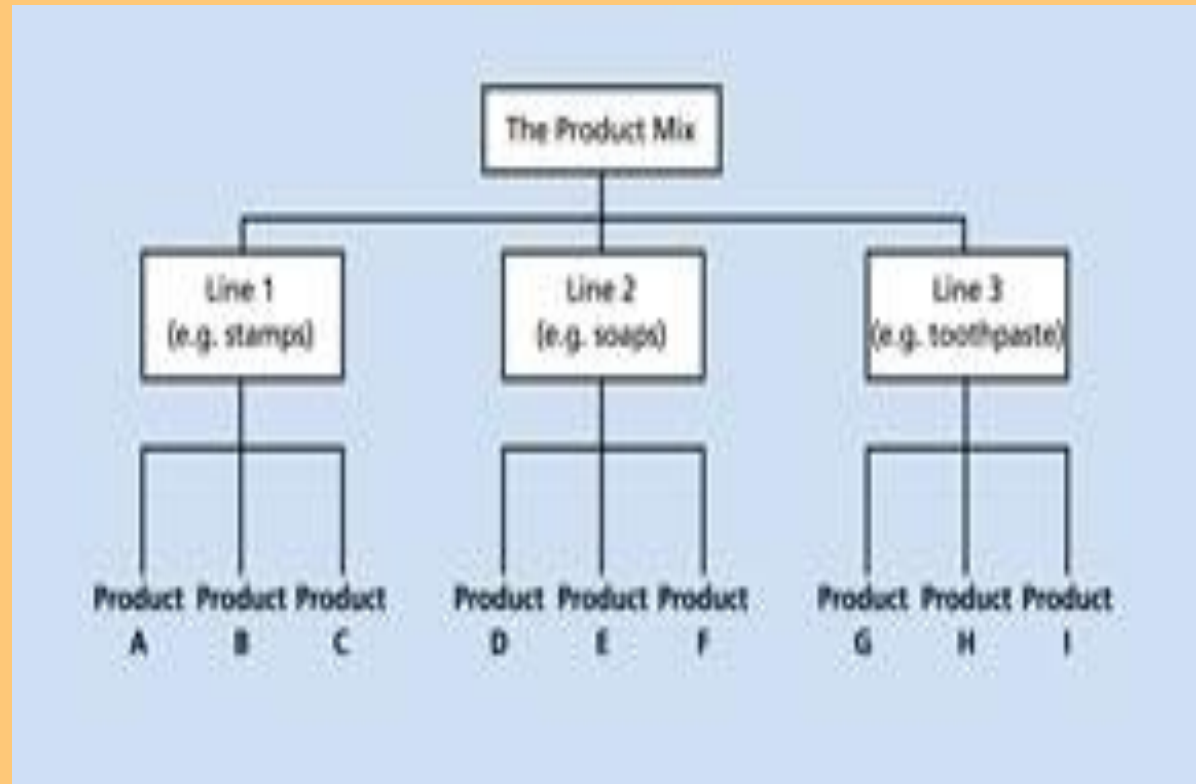 The Product Mix
Line 1
(e.g. stamps)
Line 2
(e.g. soaps)
Line 3
(e.g. toothpaste)
Product Product Product
A B C
Product Product Product
D E F
Product Product Product
G H I